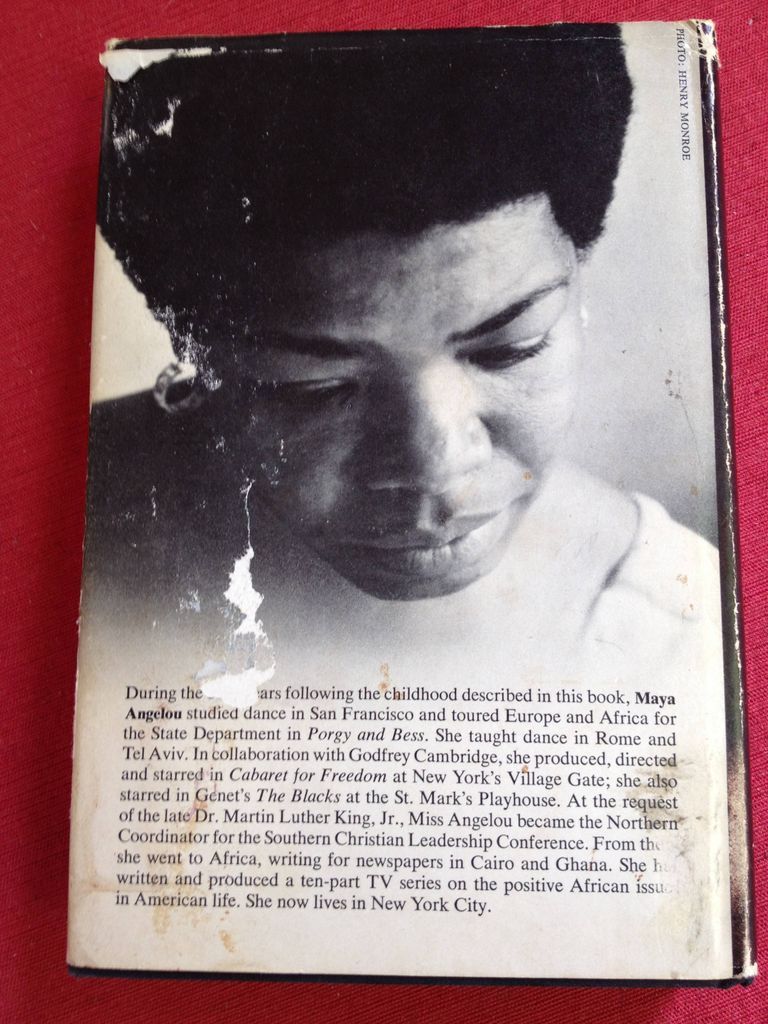 PHOTO: HENRY MONROE
During the ars following the childhood described in this book, Maya
Angelou studied dance in San Francisco and toured Europe and Africa for
the State Department in Porgy and Bess. She taught dance in Rome and
Tel Aviv. In collaboration with Godfrey Cambridge, she produced, directed
and starred in Cabaret for Freedom at New York's Village Gate; she also
starred in Genet's The Blacks at the St. Mark's Playhouse. At the request
of the late Dr. Martin Luther King, Jr., Miss Angelou became the Northern
Coordinator for the Southern Christian Leadership Conference. From
she went to Africa, writing for newspapers in Cairo and Ghana. She
written and produced a ten-part TV series on the positive African
in American life. She now lives in New York City.